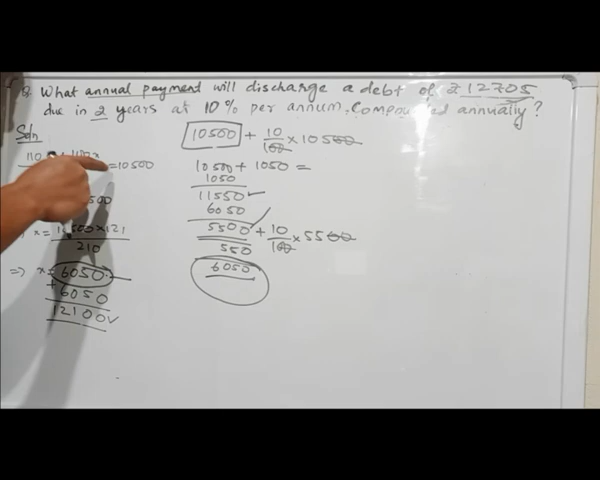 Q. What annual payment will discharge a debt of ₹12705
due in 2 years at 10% per annum, Compounded annually?
Soln
=10500
x = 10500×121
210
⇒ x = 6050
+ 6050
12100 ✓
10500 + 10/100 × 10500
10500 + 1050 =
1050
11550
6050
5500 + 10/100 × 5500
550
6050